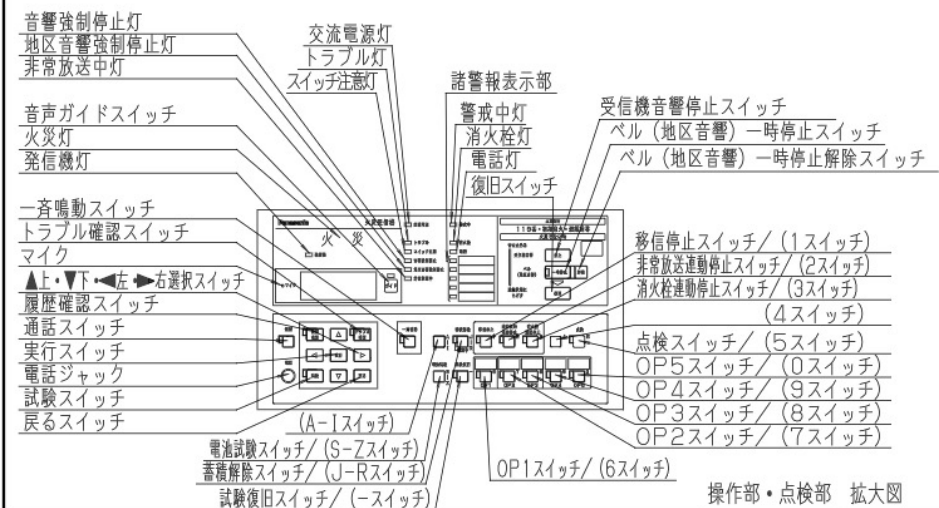 音響強制停止灯
地区音響強制停止灯
非常放送中灯
音声ガイドスイッチ
火災灯
発信機灯
一斉鳴動スイッチ
トラブル確認スイッチ
マイク
▲上・▼下・◀左・▶右選択スイッチ
履歴確認スイッチ
通話スイッチ
実行スイッチ
電話ジャック
試験スイッチ
戻るスイッチ
交流電源灯
トラブル灯
スイッチ注意灯
諸警報表示部
警戒中灯
消火栓灯
電話灯
復旧スイッチ
受信機音響停止スイッチ
ベル（地区音響）一時停止スイッチ
ベル（地区音響）一時停止解除スイッチ
Panasonic
火 災
移信停止スイッチ/（1スイッチ）
非常放送連動停止スイッチ/（2スイッチ）
消火栓連動停止スイッチ/（3スイッチ）
（4スイッチ）
点検スイッチ/（5スイッチ）
OP5スイッチ/（0スイッチ）
OP4スイッチ/（9スイッチ）
OP3スイッチ/（8スイッチ）
OP2スイッチ/（7スイッチ）
OP1スイッチ/（6スイッチ）
（A-Iスイッチ）
電池試験スイッチ/（S-Zスイッチ）
蓄積解除スイッチ/（J-Rスイッチ）
試験復旧スイッチ/（-スイッチ）
操作部・点検部 拡大図